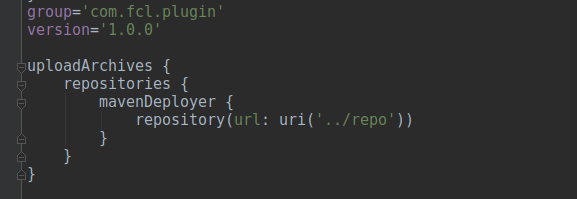 group='com.fcl.plugin'
version='1.0.0'
uploadArchives {
repositories {
mavenDeployer {
repository(url: uri('../repo'))
}
}
}